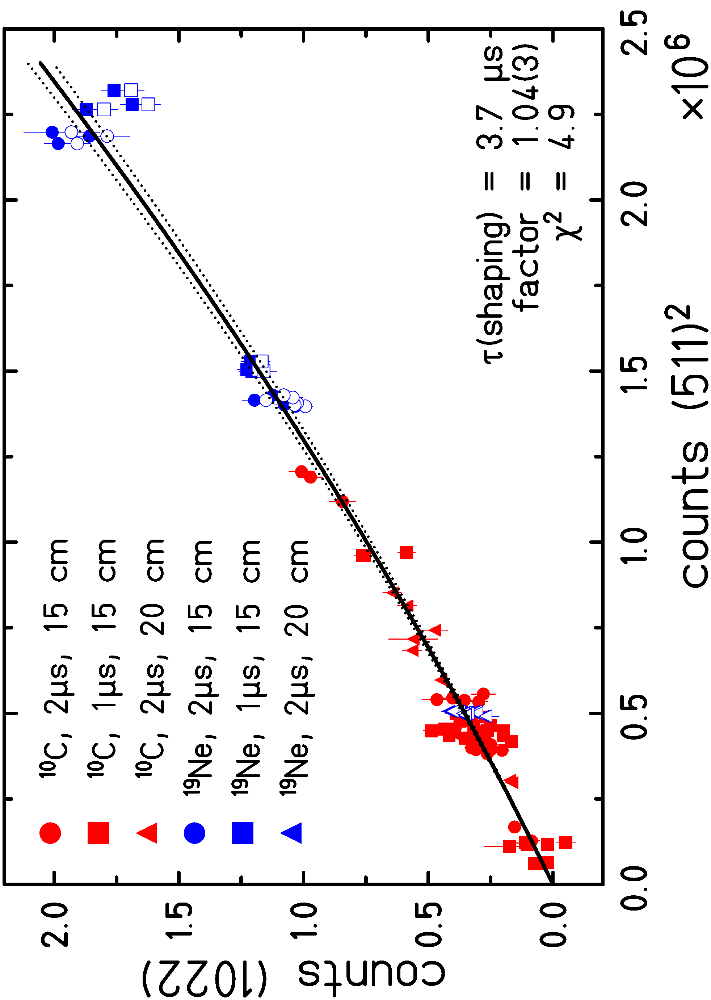 counts (1022)
2.0
1.5
1.0
0.5
0.0
¹⁰C, 2μs, 15 cm
¹⁰C, 1μs, 15 cm
¹⁰C, 2μs, 20 cm
¹⁹Ne, 2μs, 15 cm
¹⁹Ne, 1μs, 15 cm
¹⁹Ne, 2μs, 20 cm
τ(shaping) = 3.7 μs
factor = 1.04(3)
χ² = 4.9
0.0 0.5 1.0 1.5 2.0 2.5
counts (511)² ×10⁶